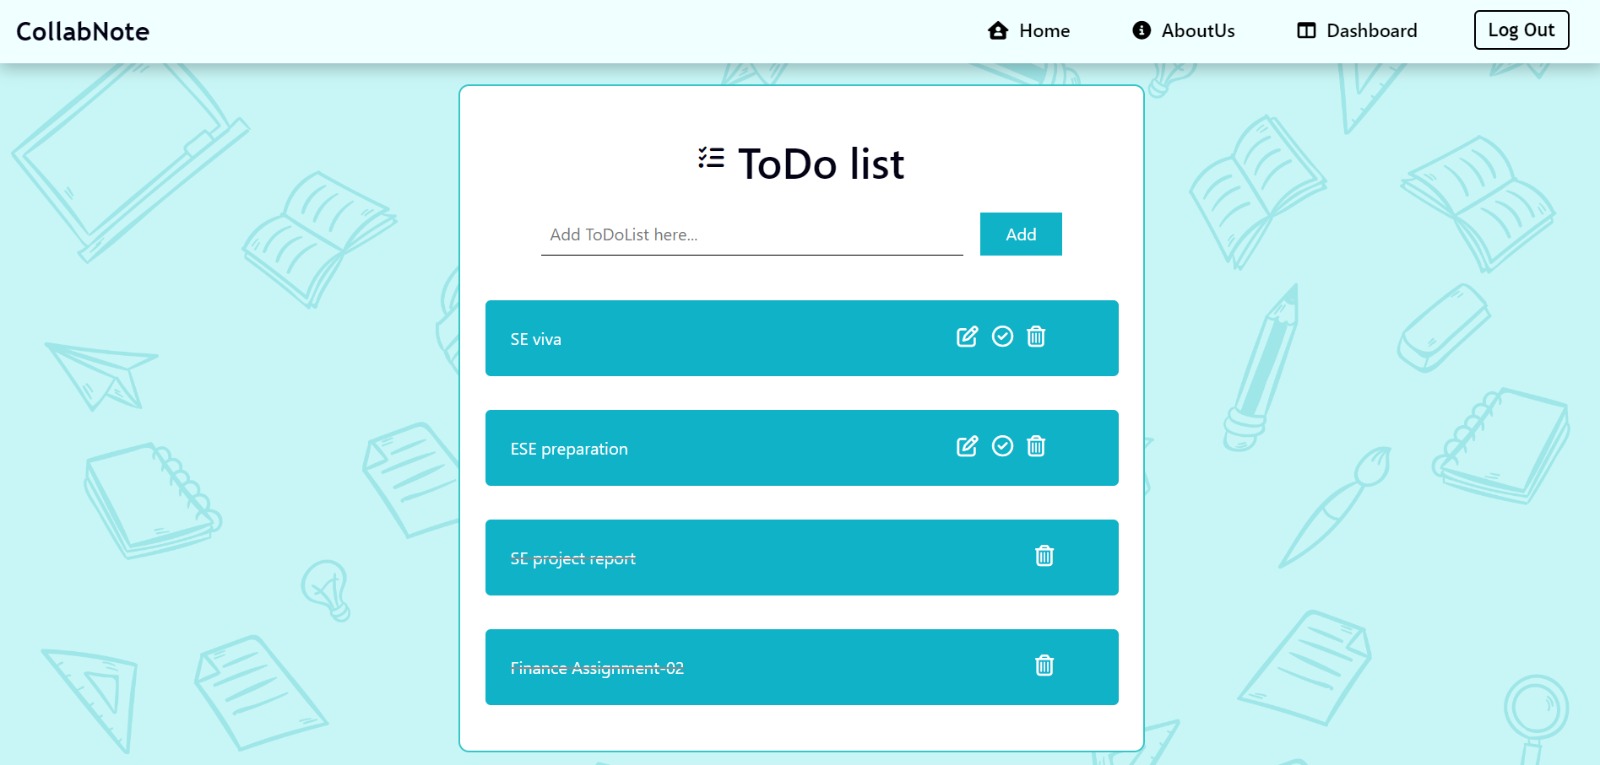 CollabNote
Home
AboutUs
Dashboard
Log Out
ToDo list
Add ToDoList here...
Add
SE viva
ESE preparation
SE project report
Finance Assignment-02